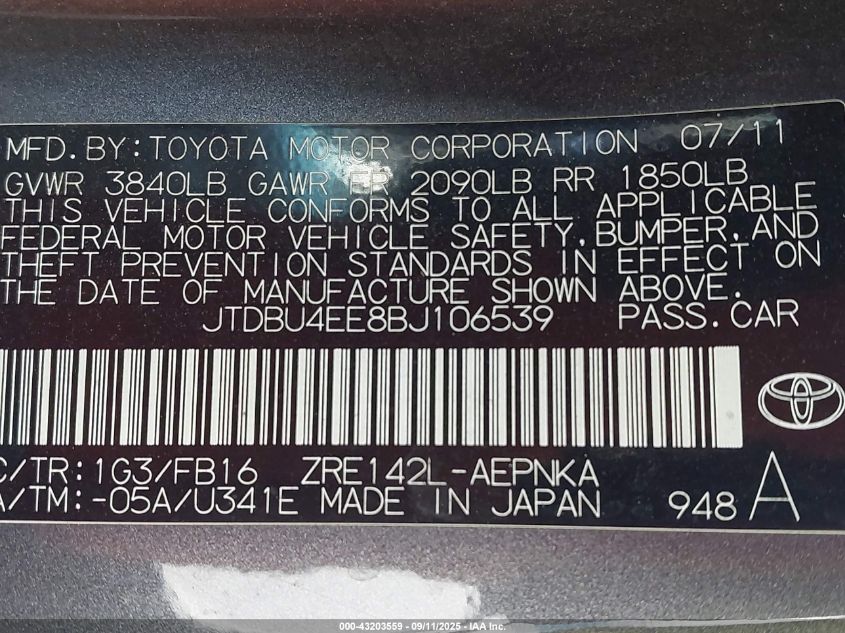 MFD. BY: TOYOTA MOTOR CORPORATION 07/11
GVWR 3840LB GAWR FR 2090LB RR 1850LB
THIS VEHICLE CONFORMS TO ALL APPLICABLE
FEDERAL MOTOR VEHICLE SAFETY, BUMPER, AND
THEFT PREVENTION STANDARDS IN EFFECT ON
THE DATE OF MANUFACTURE SHOWN ABOVE.
JTDBU4EE8BJ106539 PASS. CAR
C/TR: 1G3/FB16 ZRE142L-AEPNKA
A/TM: -05A/U341E MADE IN JAPAN 948 A
000-43203559 - 09/11/2025 - IAA Inc.